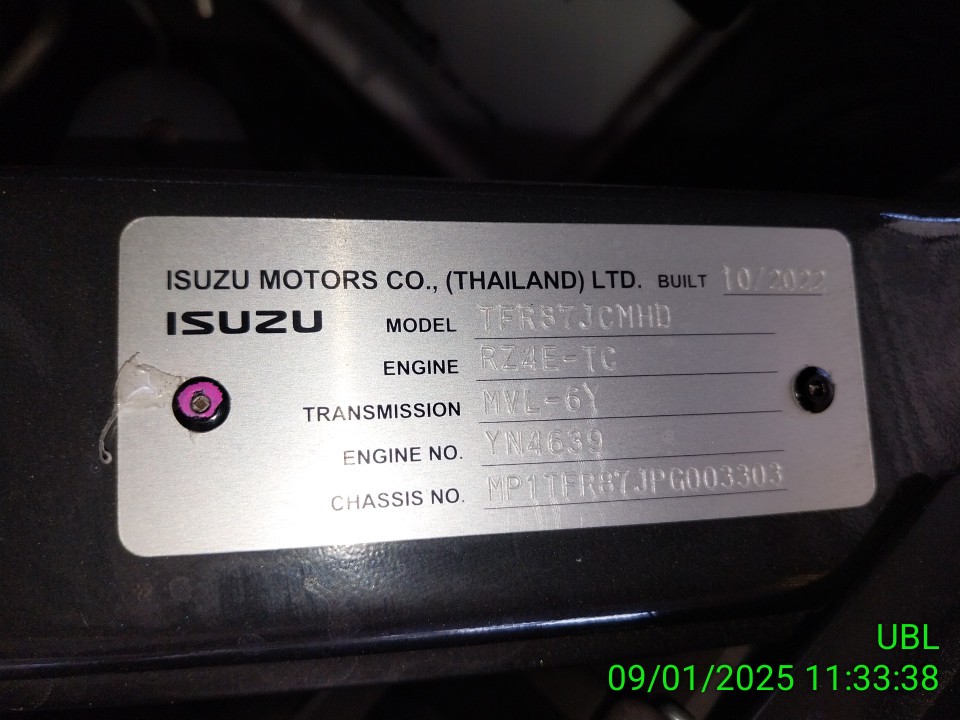 ISUZU MOTORS CO., (THAILAND) LTD. BUILT 10/2022
ISUZU MODEL TFR87JCMHD
ENGINE RZ4E-TC
TRANSMISSION MVL-6Y
ENGINE NO. YN4639
CHASSIS NO. MP1TFR87JPG003303
UBL
09/01/2025 11:33:38